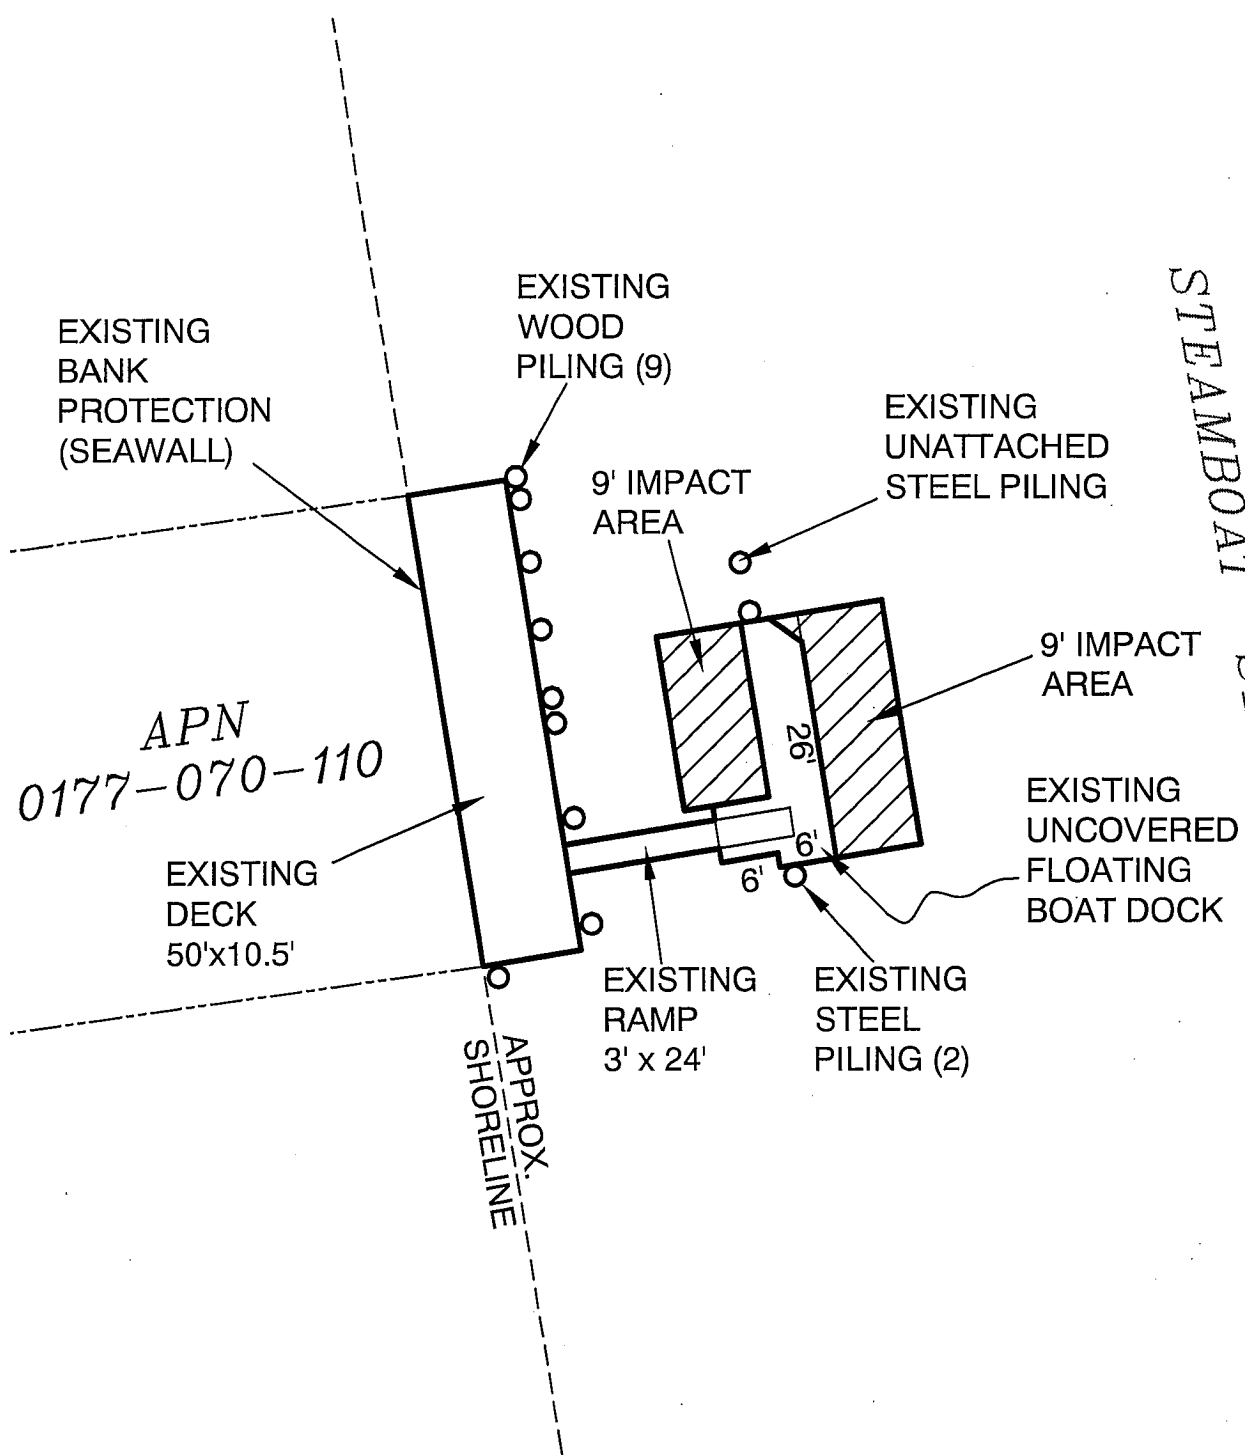 EXISTING
WOOD
PILING (9)
EXISTING
BANK
PROTECTION
(SEAWALL)
EXISTING
UNATTACHED
STEEL PILING
9' IMPACT
AREA
STEAMBOAT
9' IMPACT
AREA
APN
0177-070-110
26'
EXISTING
UNCOVERED
FLOATING
BOAT DOCK
6'
6'
EXISTING
DECK
50'x10.5'
EXISTING
RAMP
3' x 24'
EXISTING
STEEL
PILING (2)
APPROX.
SHORELINE